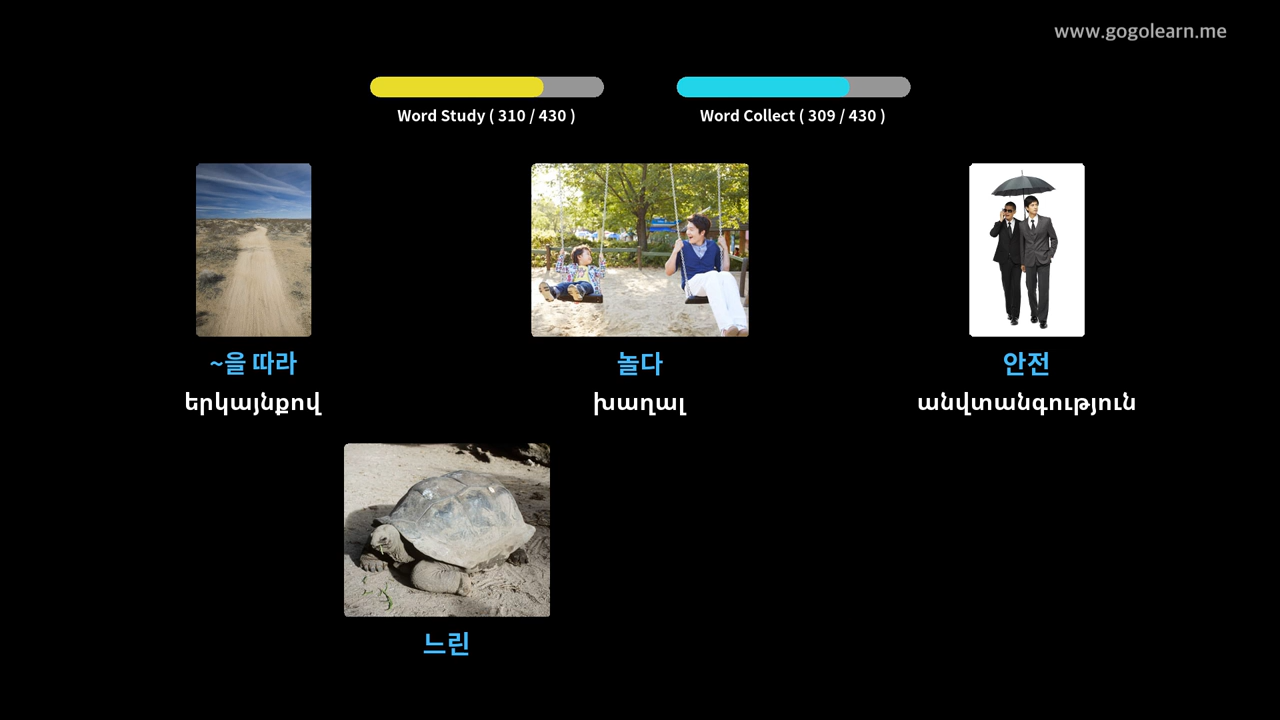 www.gogolearn.me
Word Study ( 310 / 430 )
Word Collect ( 309 / 430 )
~을 따라
երկայնքով
놀다
խաղալ
안전
անվտանգություն
느린